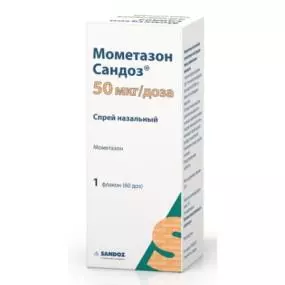 Мометазон
Сандоз®
50 мкг/доза
Спрей назальный
Мометазон
1 флакон (60 доз)
SANDOZ